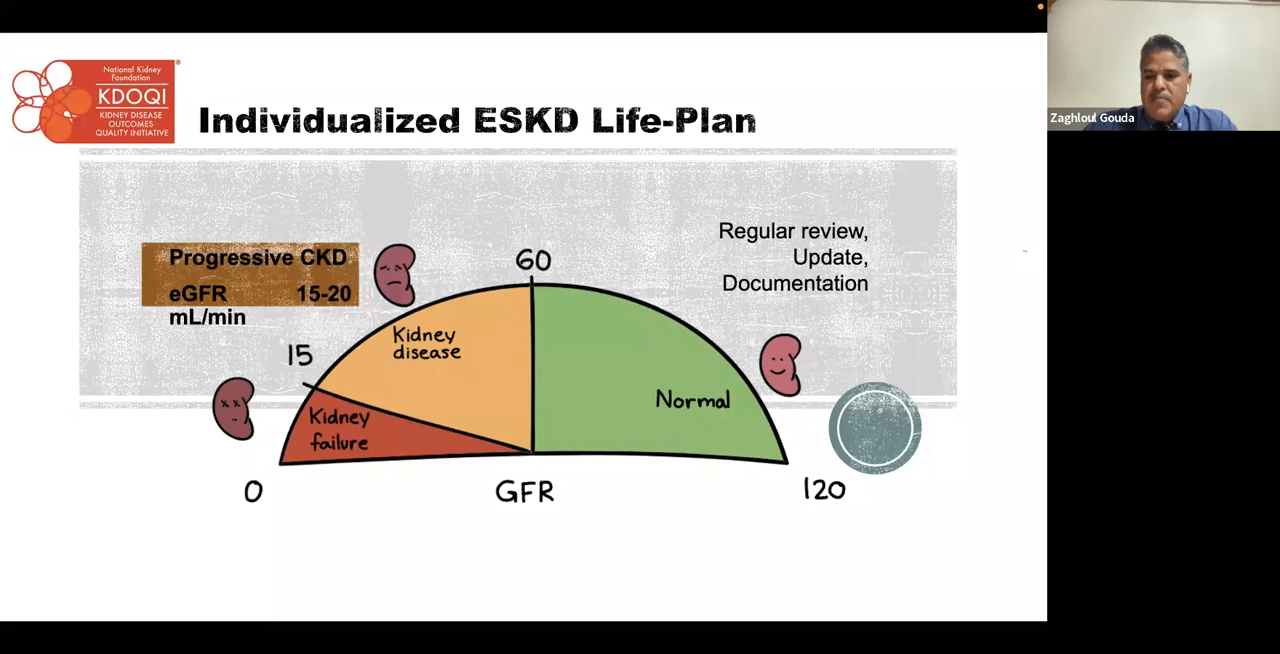 National Kidney
Foundation
KDOQI
KIDNEY DISEASE
OUTCOMES
QUALITY INITIATIVE
®
Individualized ESKD Life-Plan
Zaghloul Gouda
Progressive CKD
eGFR 15-20
mL/min
Regular review,
Update,
Documentation
60
15
Kidney
disease
Normal
Kidney
failure
0
GFR
120